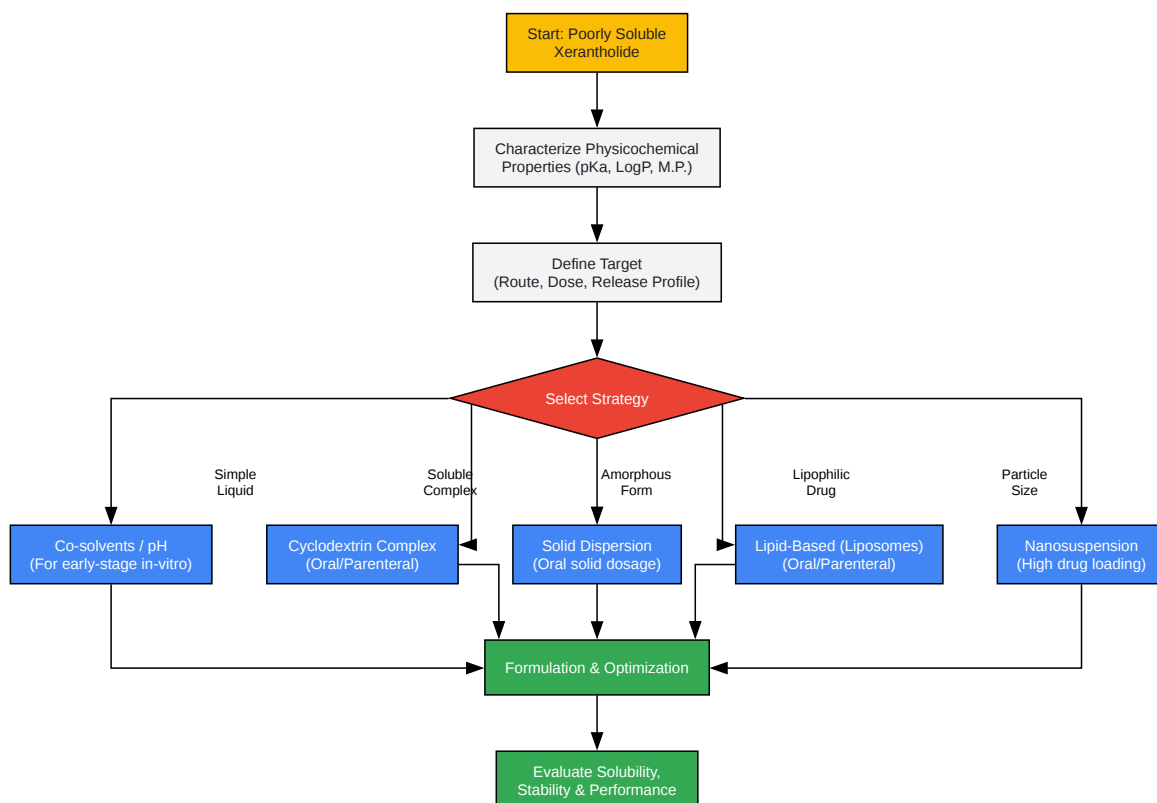 Start: Poorly Soluble
Xerantholide
Characterize Physicochemical
Properties (pKa, LogP, M.P.)
Define Target
(Route, Dose, Release Profile)
Select Strategy
Simple
Liquid
Soluble
Complex
Amorphous
Form
Lipophilic
Drug
Particle
Size
Co-solvents / pH
(For early-stage in-vitro)
Cyclodextrin Complex
(Oral/Parenteral)
Solid Dispersion
(Oral solid dosage)
Lipid-Based (Liposomes)
(Oral/Parenteral)
Nanosuspension
(High drug loading)
Formulation & Optimization
Evaluate Solubility,
Stability & Performance